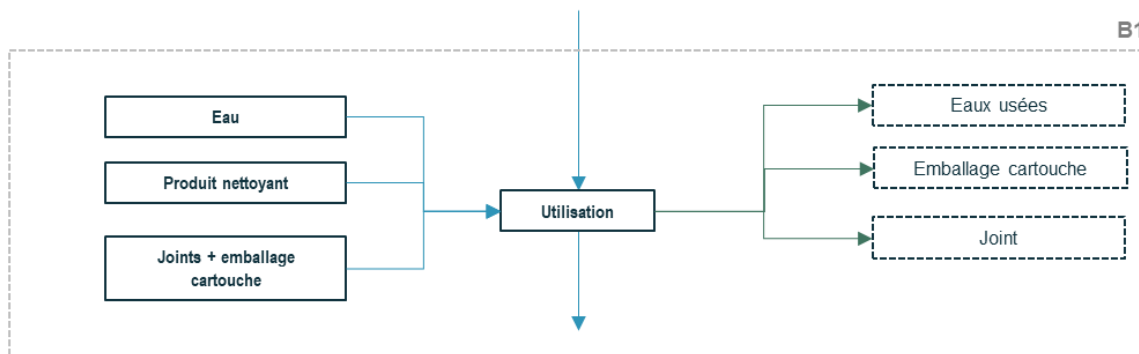 B1
Eau
Eaux usées
Produit nettoyant
Emballage cartouche
Utilisation
Joints + emballage
cartouche
Joint